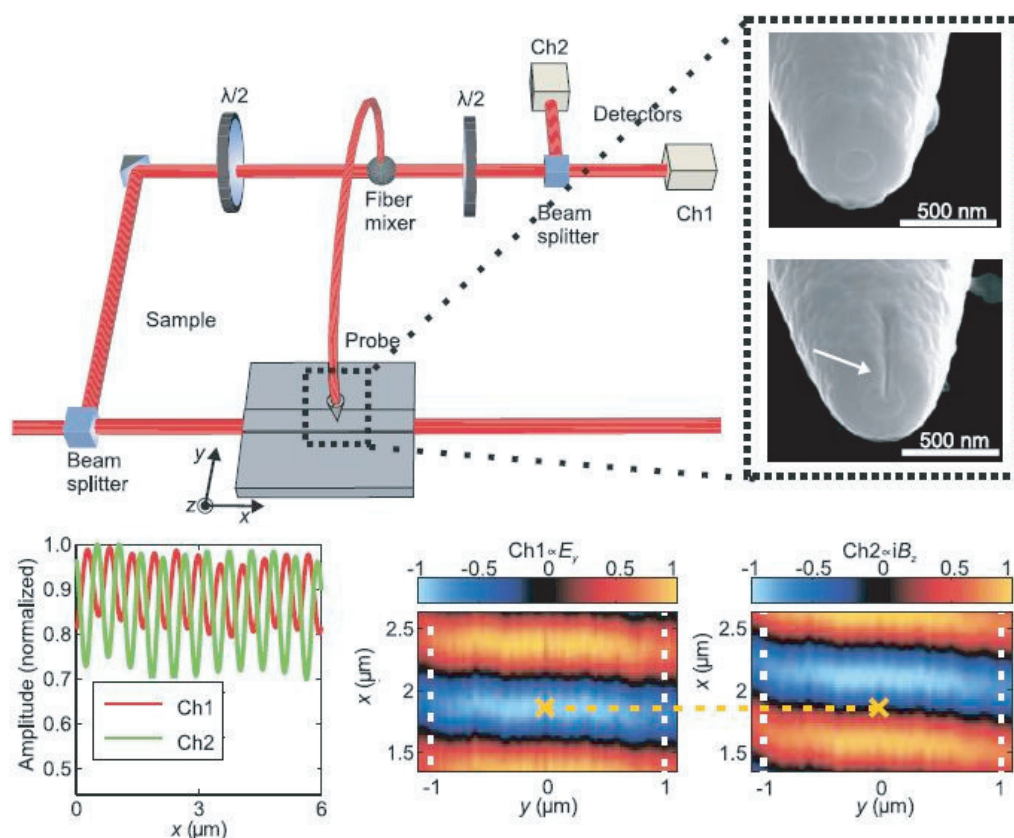 Ch2
λ/2
λ/2
Detectors
Fiber
mixer
Beam
splitter
Ch1
500 nm
Sample
Probe
500 nm
Beam
splitter
y
z
x
Amplitude (normalized)
1.0
0.9
0.8
0.7
0.6
0.5
Ch1
Ch2
0
3
6
x (μm)
Ch1∝Ey
-1
-0.5
0
0.5
1
x (μm)
2.5
2
1.5
-1
0
1
y (μm)
Ch2∝iBz
-1
-0.5
0
0.5
1
x (μm)
2.5
2
1.5
-1
0
1
y (μm)